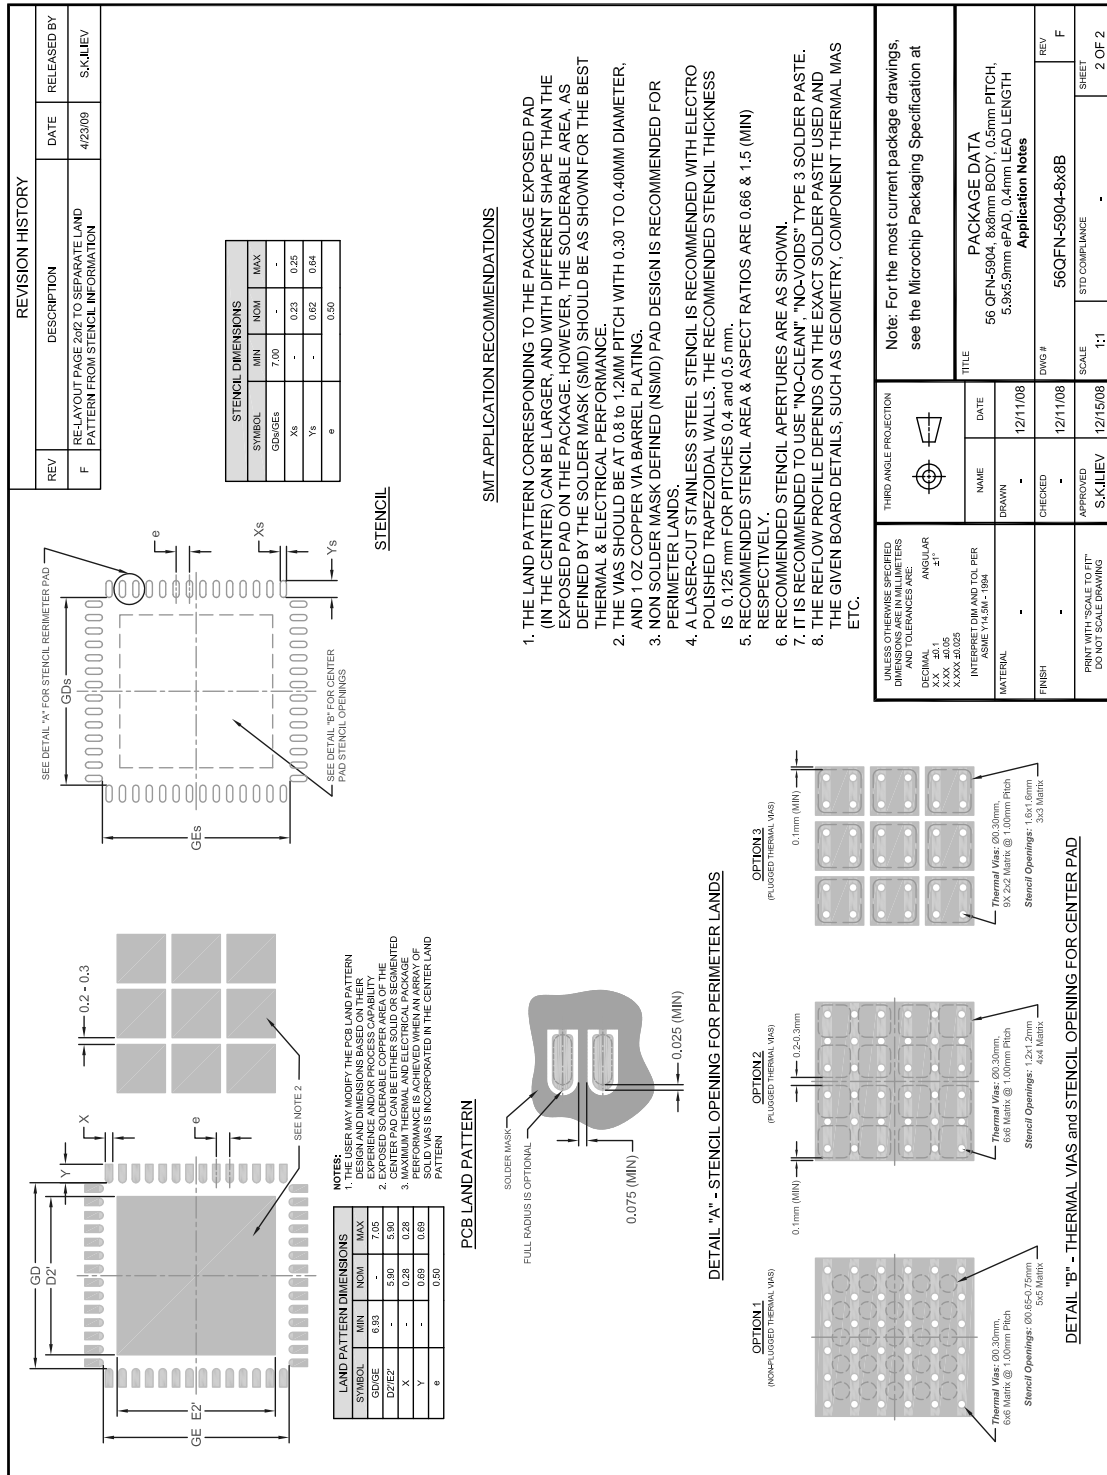 REVISION HISTORY
REV DESCRIPTION DATE RELEASED BY
F RE-LAYOUT PAGE 2of2 TO SEPARATE LAND PATTERN FROM STENCIL INFORMATION 4/23/09 S.K.ILIEV
GD
D2'
X
Y
e
0.2 - 0.3
GE
E2'
SEE NOTE 2
LAND PATTERN DIMENSIONS
SYMBOL MIN NOM MAX
GD/GE 6.93 - 7.05
D2'/E2' - 5.90 5.90
X - 0.28 0.28
Y - 0.69 0.69
e 0.50
NOTES:
1. THE USER MAY MODIFY THE PCB LAND PATTERN
DESIGN AND DIMENSIONS BASED ON THEIR
EXPERIENCE AND/OR PROCESS CAPABILITY
2. EXPOSED SOLDERABLE COPPER AREA OF THE
CENTER PAD CAN BE EITHER SOLID OR SEGMENTED
3. MAXIMUM THERMAL AND ELECTRICAL PACKAGE
PERFORMANCE IS ACHIEVED WHEN AN ARRAY OF
SOLID VIAS IS INCORPORATED IN THE CENTER LAND
PATTERN
PCB LAND PATTERN
SEE DETAIL "A" FOR STENCIL RERIMETER PAD
GDs
GEs
e
Xs
Ys
SEE DETAIL "B" FOR CENTER
PAD STENCIL OPENINGS
STENCIL
STENCIL DIMENSIONS
SYMBOL MIN NOM MAX
GDs/GEs 7.00 - -
Xs - 0.23 0.25
Ys - 0.62 0.64
e 0.50
SOLDER MASK
FULL RADIUS IS OPTIONAL
0.075 (MIN)
0.025 (MIN)
DETAIL "A" - STENCIL OPENING FOR PERIMETER LANDS
SMT APPLICATION RECOMMENDATIONS
1. THE LAND PATTERN CORRESPONDING TO THE PACKAGE EXPOSED PAD
(IN THE CENTER) CAN BE LARGER, AND WITH DIFFERENT SHAPE THAN THE
EXPOSED PAD ON THE PACKAGE. HOWEVER, THE SOLDERABLE AREA, AS
DEFINED BY THE SOLDER MASK (SMD) SHOULD BE AS SHOWN FOR THE BEST
THERMAL & ELECTRICAL PERFORMANCE.
2. THE VIAS SHOULD BE AT 0.8 to 1.2MM PITCH WITH 0.30 TO 0.40MM DIAMETER,
AND 1 OZ COPPER VIA BARREL PLATING.
3. NON SOLDER MASK DEFINED (NSMD) PAD DESIGN IS RECOMMENDED FOR
PERIMETER LANDS.
4. A LASER-CUT STAINLESS STEEL STENCIL IS RECOMMENDED WITH ELECTRO
POLISHED TRAPEZOIDAL WALLS. THE RECOMMENDED STENCIL THICKNESS
IS 0.125 mm FOR PITCHES 0.4 and 0.5 mm.
5. RECOMMENDED STENCIL AREA & ASPECT RATIOS ARE 0.66 & 1.5 (MIN)
RESPECTIVELY.
6. RECOMMENDED STENCIL APERTURES ARE AS SHOWN.
7. IT IS RECOMMENDED TO USE "NO-CLEAN", "NO-VOIDS" TYPE 3 SOLDER PASTE.
8. THE REFLOW PROFILE DEPENDS ON THE EXACT SOLDER PASTE USED AND
THE GIVEN BOARD DETAILS, SUCH AS GEOMETRY, COMPONENT THERMAL MAS
ETC.
OPTION 1
(NON-PLUGGED THERMAL VIAS)
Thermal Vias: Ø0.30mm,
6x6 Matrix @ 1.00mm Pitch
Stencil Openings: Ø0.65-0.75mm
5x5 Matrix
OPTION 2
(PLUGGED THERMAL VIAS)
0.1mm (MIN)
0.2-0.3mm
Thermal Vias: Ø0.30mm,
6x6 Matrix @ 1.00mm Pitch
Stencil Openings: 1.2x1.2mm
4x4 Matrix
OPTION 3
(PLUGGED THERMAL VIAS)
0.1mm (MIN)
Thermal Vias: Ø0.30mm,
9X 2x2 Matrix @ 1.00mm Pitch
Stencil Openings: 1.6x1.6mm
3x3 Matrix
DETAIL "B" - THERMAL VIAS and STENCIL OPENING FOR CENTER PAD
UNLESS OTHERWISE SPECIFIED
DIMENSIONS ARE IN MILLIMETERS
AND TOLERANCES ARE:
DECIMAL ANGULAR
X.X ±0.1 ±1°
X.XX ±0.05
X.XXX ±0.025
INTERPRET DIM AND TOL PER
ASME Y14.5M - 1994
MATERIAL
-
FINISH
-
PRINT WITH "SCALE TO FIT"
DO NOT SCALE DRAWING
THIRD ANGLE PROJECTION
NAME DATE
DRAWN - 12/11/08
CHECKED - 12/11/08
APPROVED S.K.ILIEV 12/15/08
Note: For the most current package drawings,
see the Microchip Packaging Specification at
TITLE
PACKAGE DATA
56 QFN-5904, 8x8mm BODY, 0.5mm PITCH,
5.9x5.9mm ePAD, 0.4mm LEAD LENGTH
Application Notes
DWG # 56QFN-5904-8x8B
REV F
SCALE 1:1
STD COMPLIANCE -
SHEET 2 OF 2